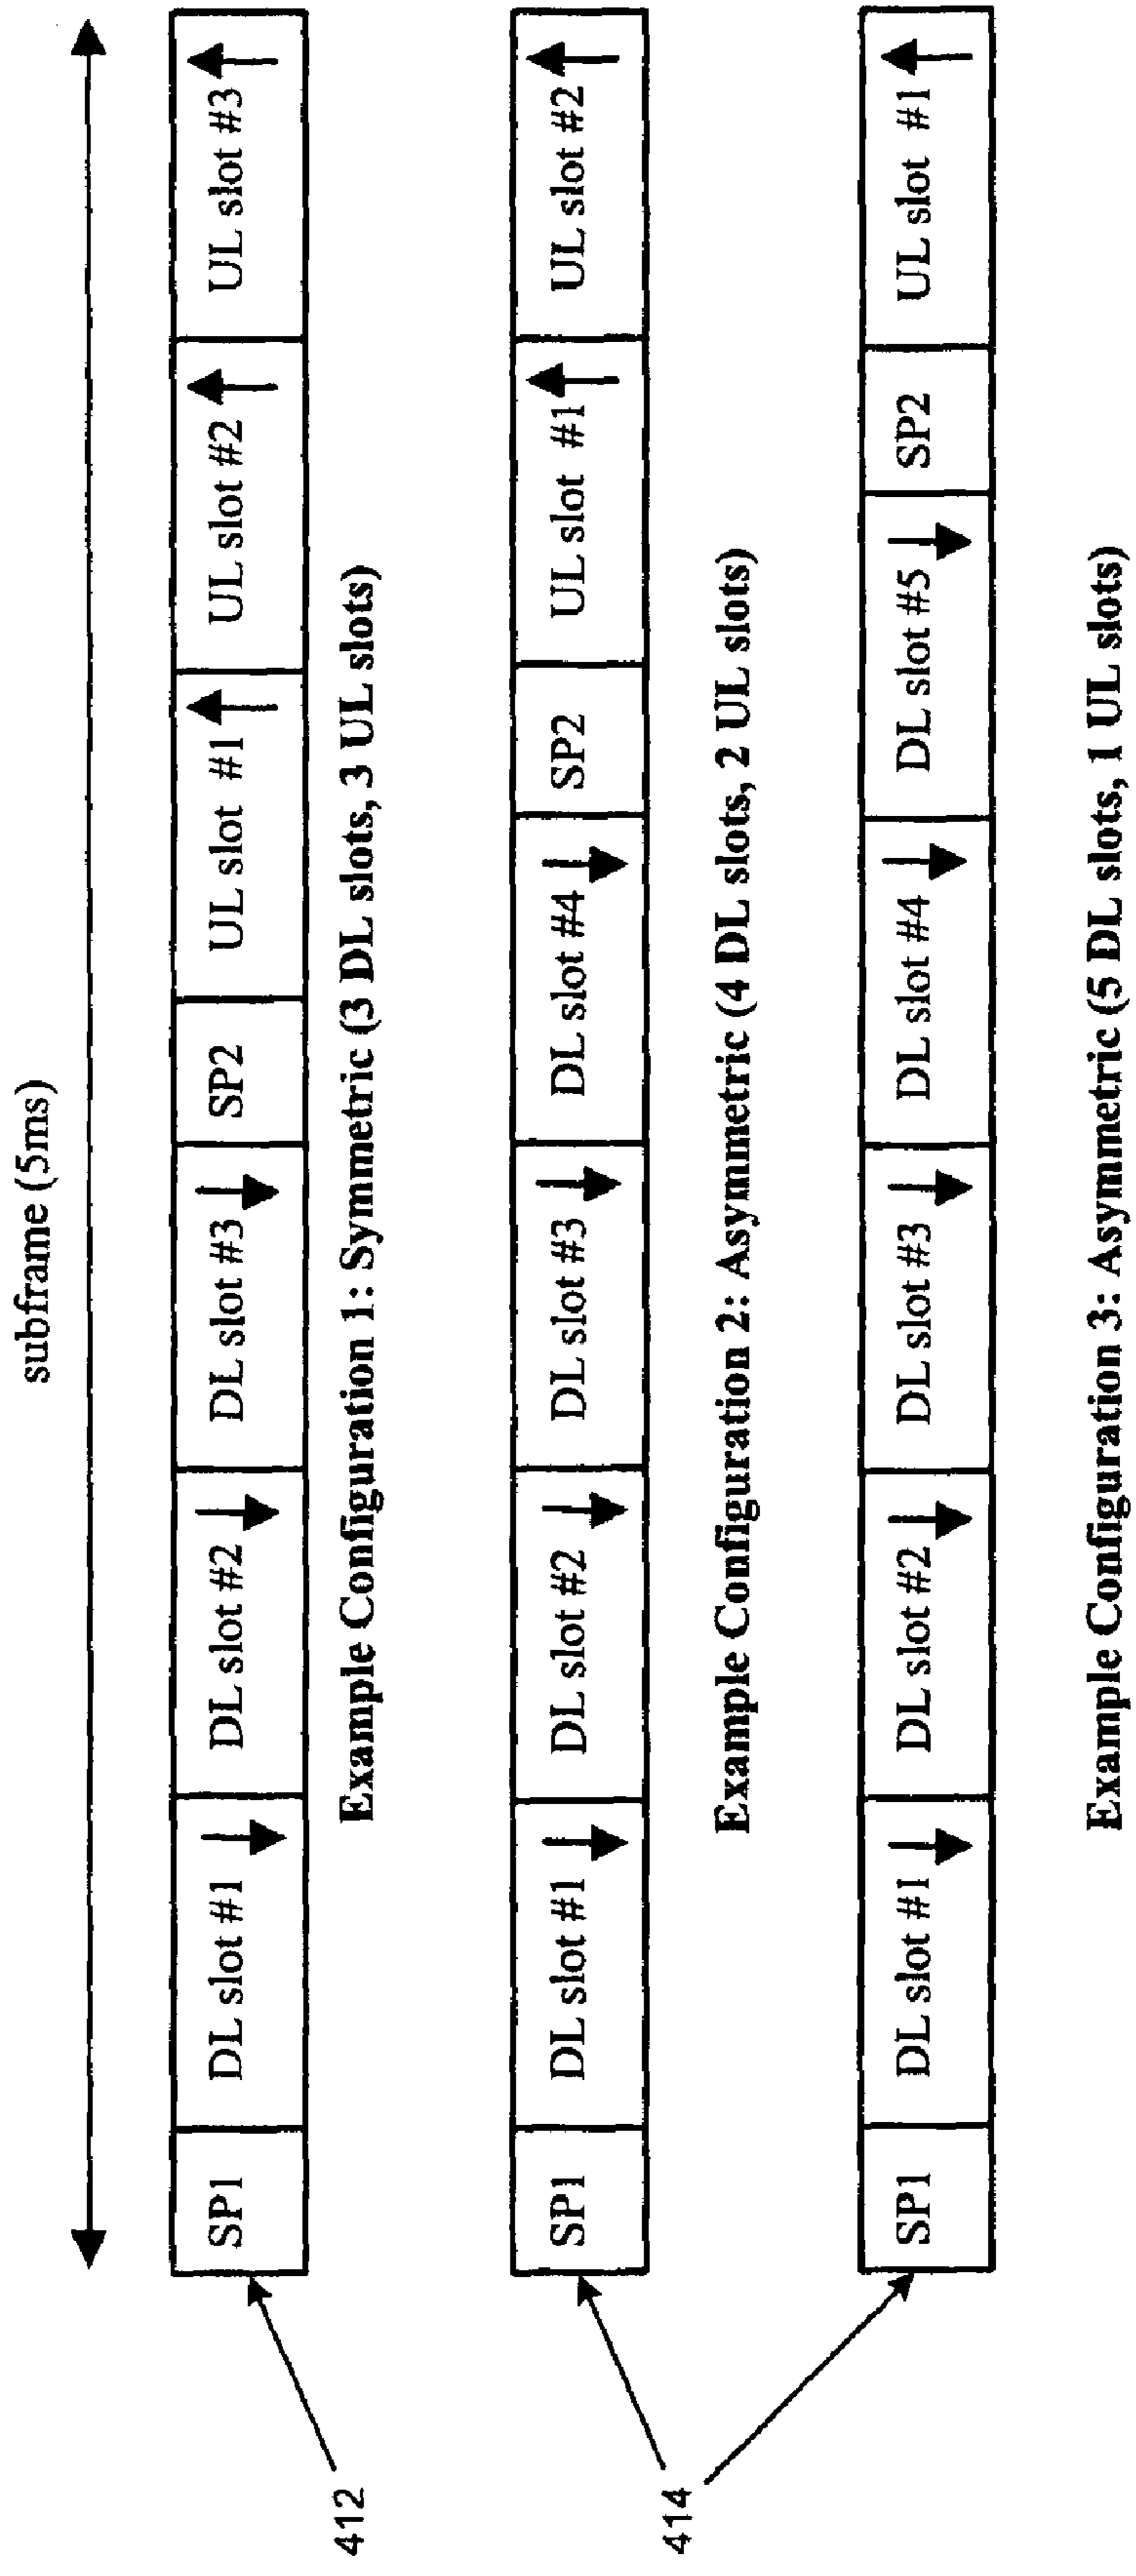 subframe (5ms)
SP1 DL slot #1 DL slot #2 DL slot #3 SP2 UL slot #1 UL slot #2 UL slot #3
412
Example Configuration 1: Symmetric (3 DL slots, 3 UL slots)
SP1 DL slot #1 DL slot #2 DL slot #3 DL slot #4 SP2 UL slot #1 UL slot #2
414
Example Configuration 2: Asymmetric (4 DL slots, 2 UL slots)
SP1 DL slot #1 DL slot #2 DL slot #3 DL slot #4 DL slot #5 SP2 UL slot #1
Example Configuration 3: Asymmetric (5 DL slots, 1 UL slots)